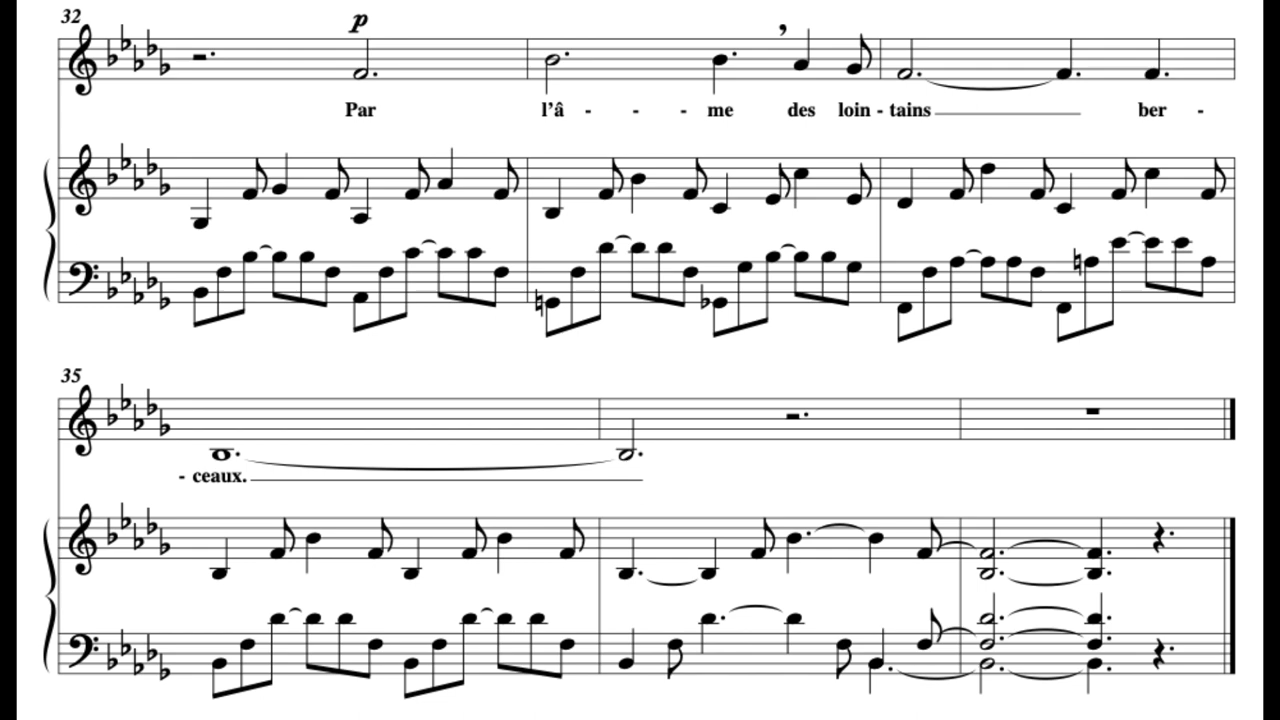 32
p
Par l'â - - - me des loin - tains ber -
35
- ceaux.